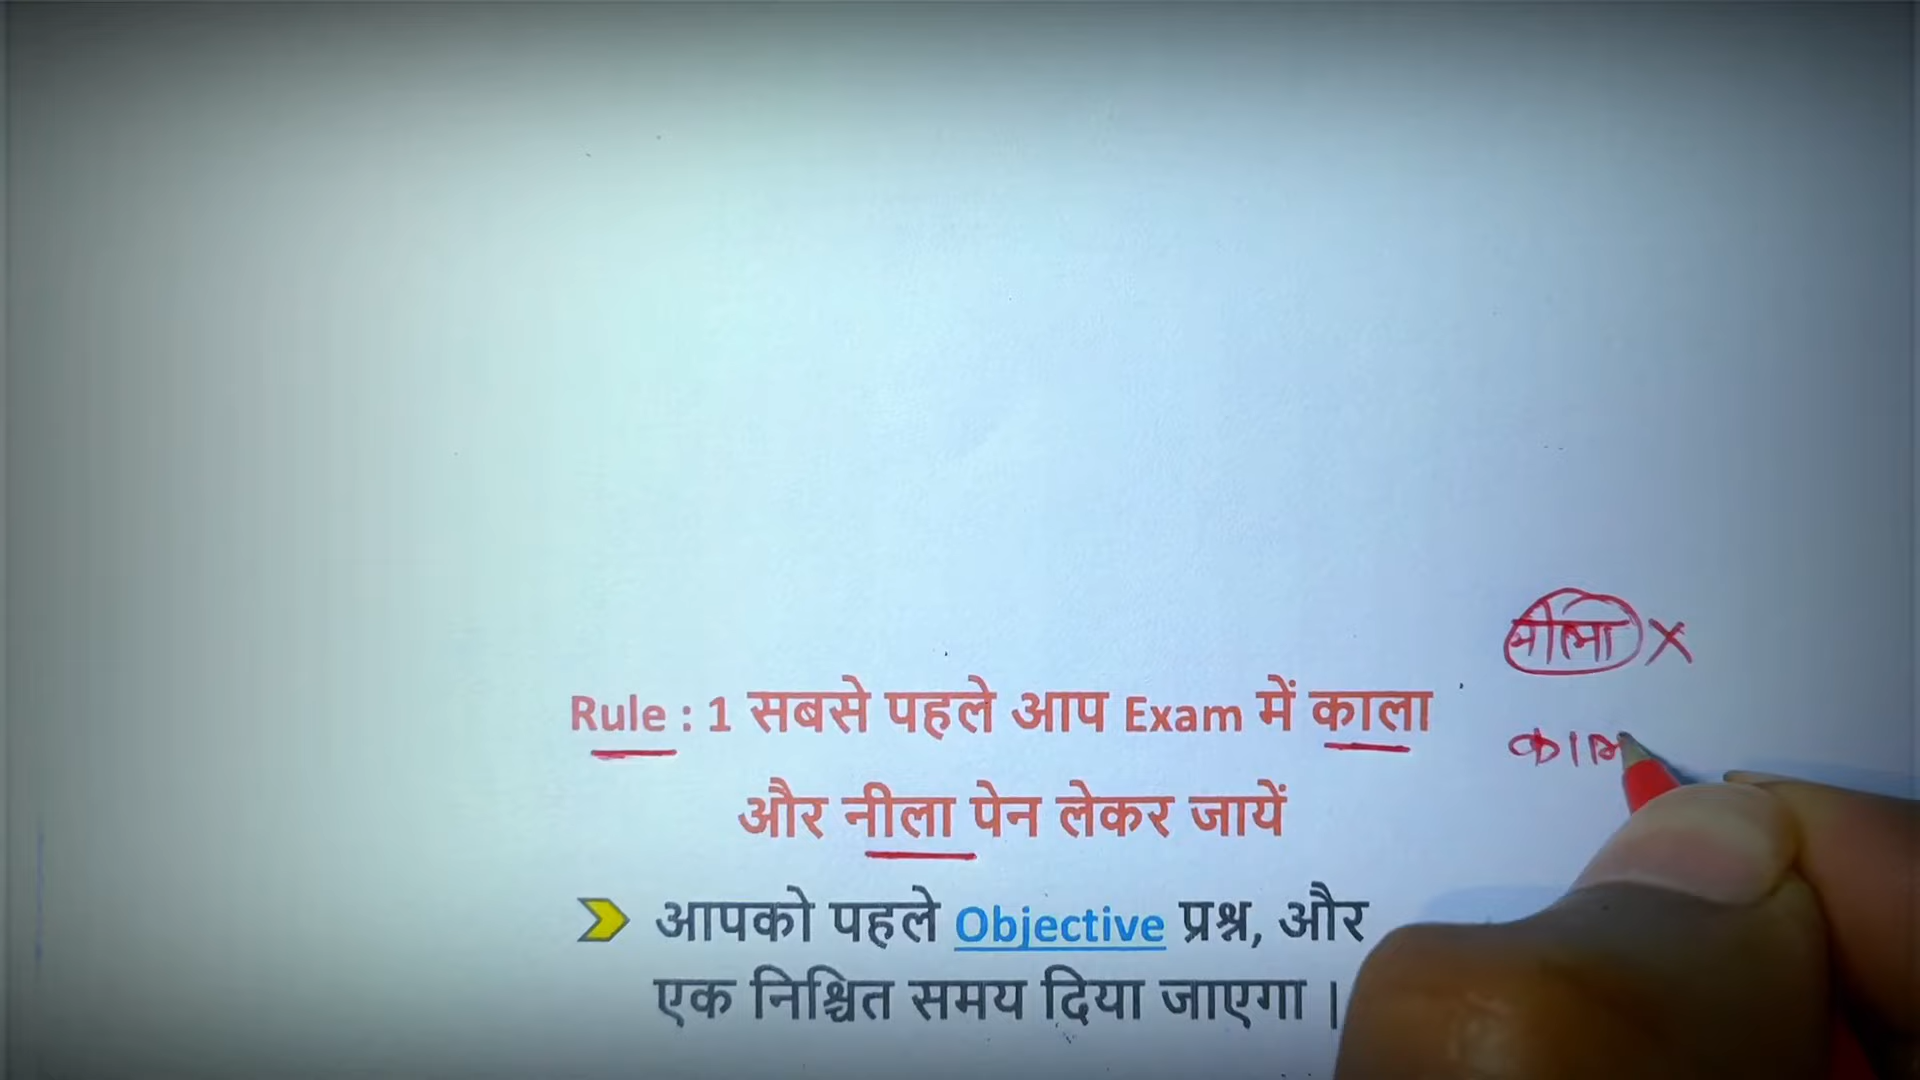 नीला X
Rule : 1 सबसे पहले आप Exam में काला
और नीला पेन लेकर जायें
आपको पहले Objective प्रश्न, और
एक निश्चित समय दिया जाएगा |